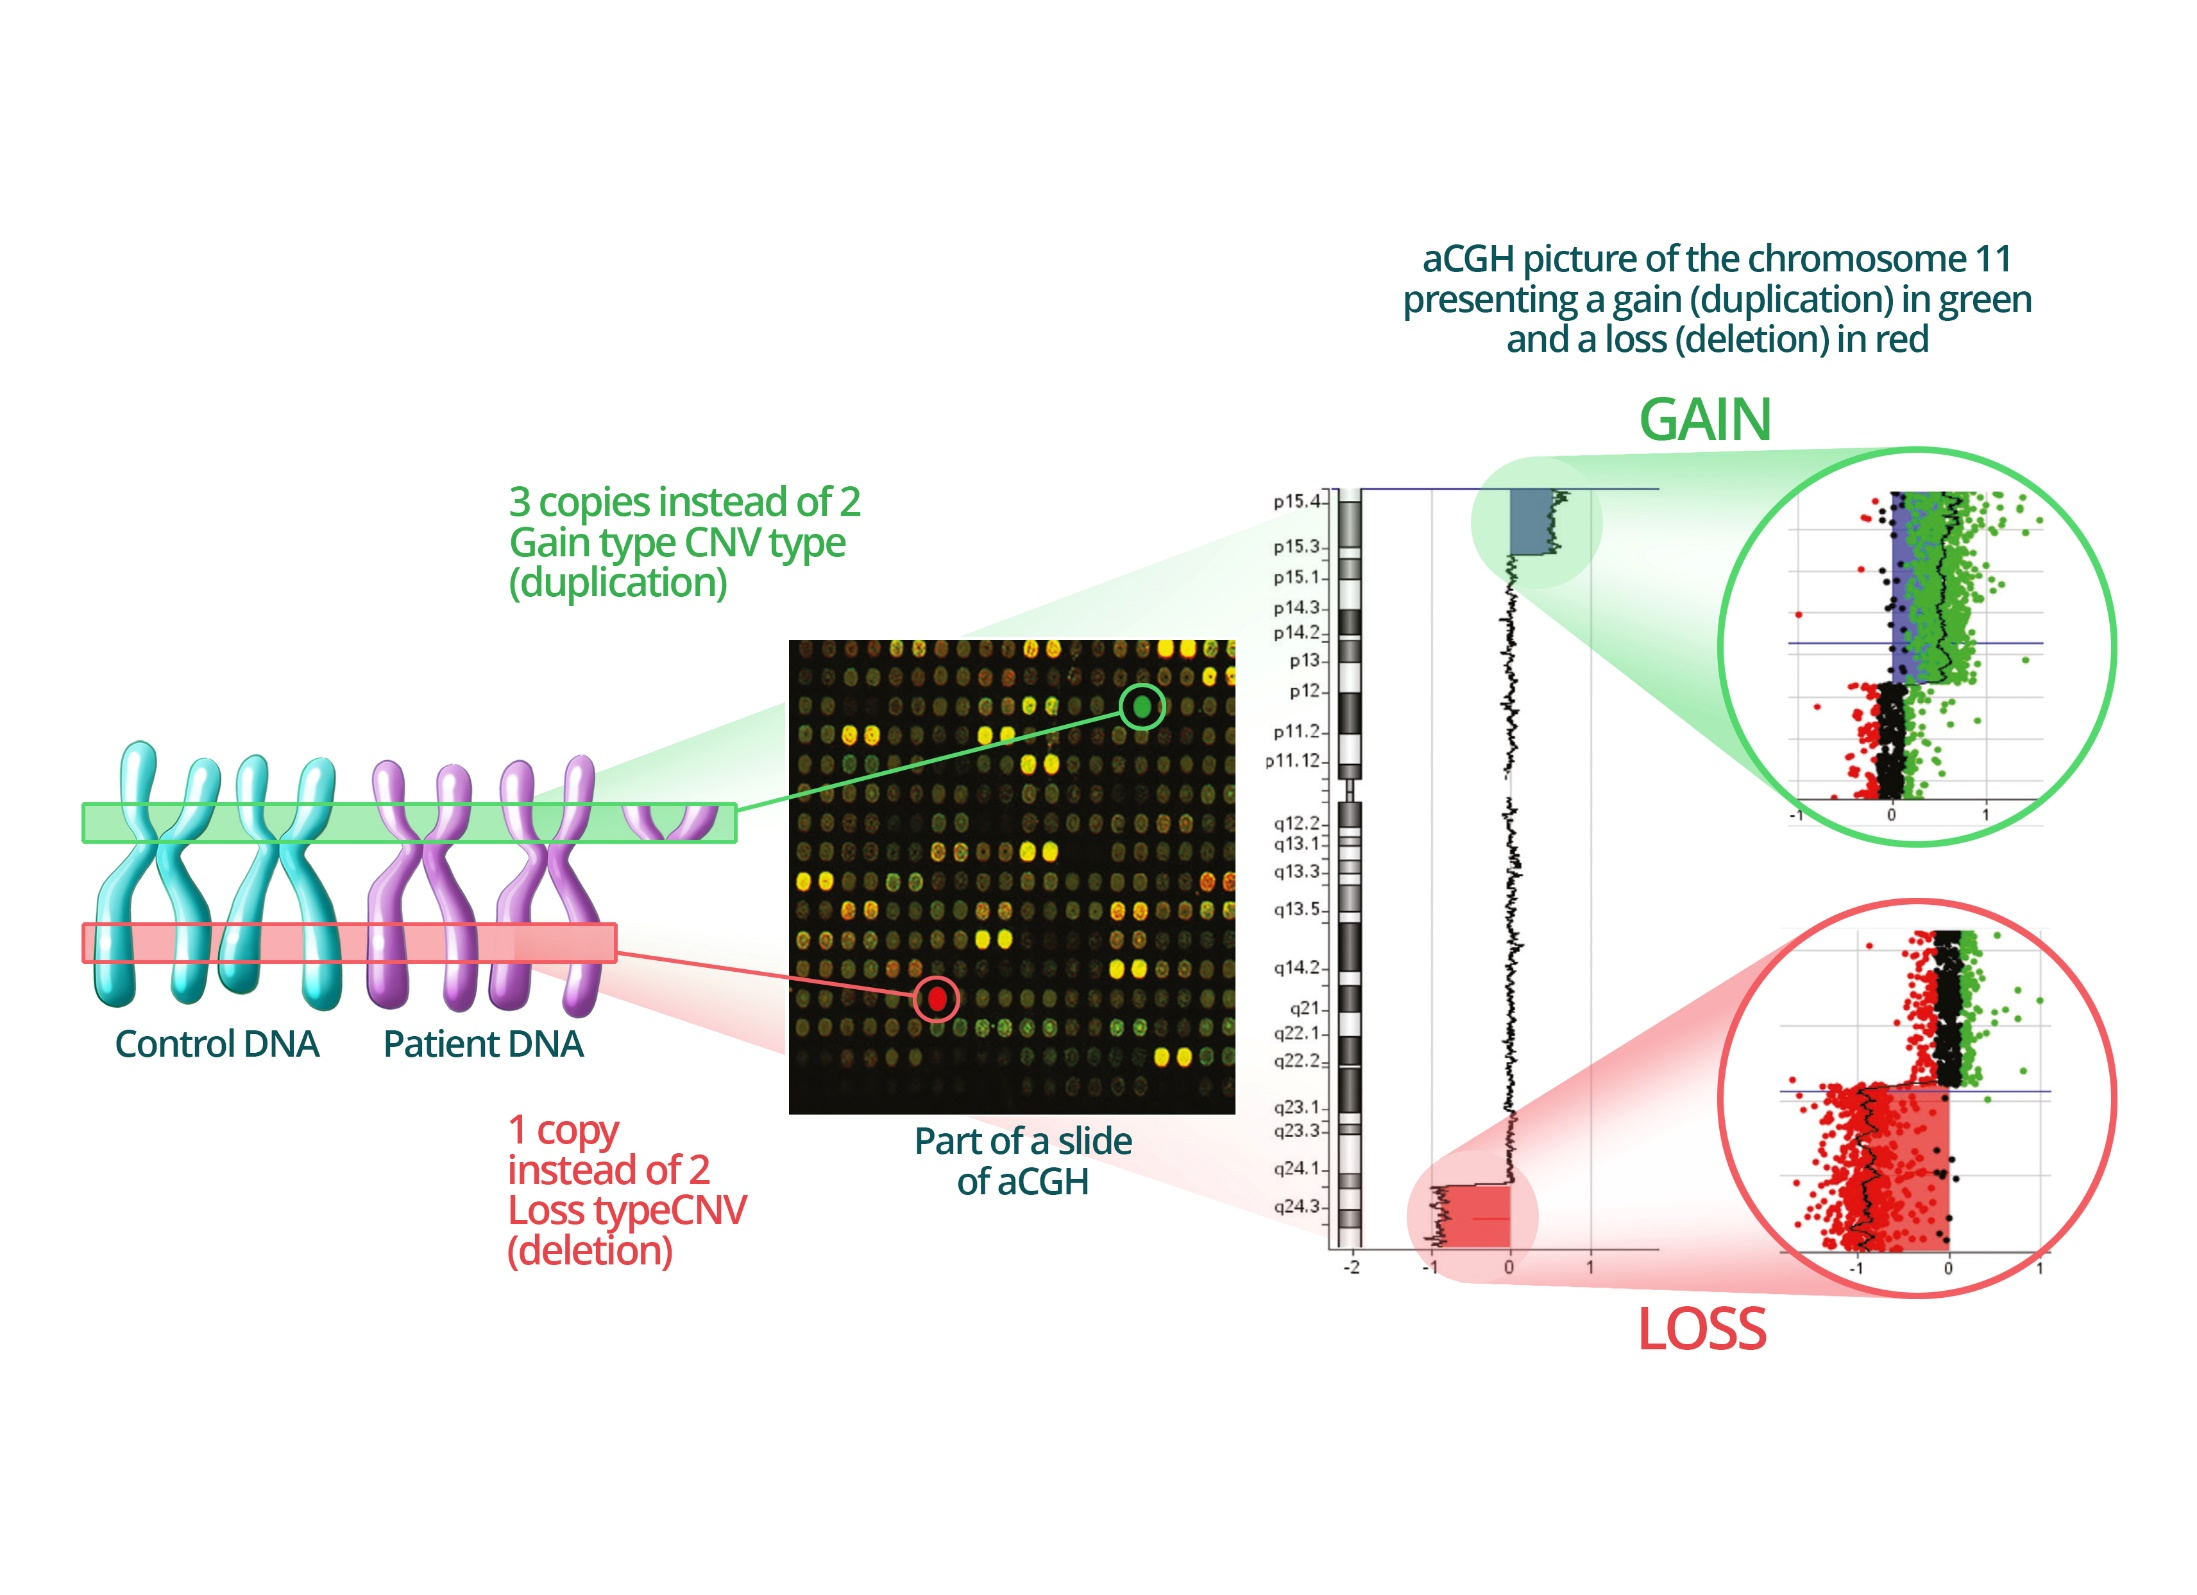 aCGH picture of the chromosome 11
presenting a gain (duplication) in green
and a loss (deletion) in red
GAIN
3 copies instead of 2
Gain type CNV type
(duplication)
Control DNA
Patient DNA
1 copy
instead of 2
Loss typeCNV
(deletion)
Part of a slide
of aCGH
p15.4
p15.3
p15.1
p14.3
p14.2
p13
p12
p11.2
p11.12
q12.2
q13.1
q13.3
q13.5
q14.2
q21
q22.1
q22.2
q23.1
q23.3
q24.1
q24.3
-2 -1 0 1
-1 0 1
-1 0 1
LOSS